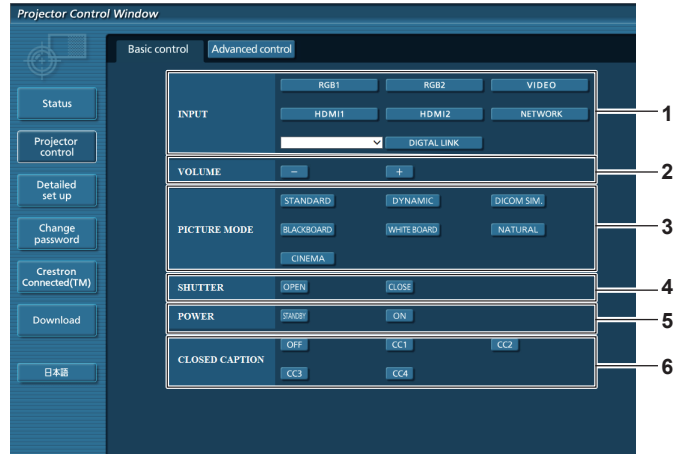 Projector Control Window
Basic control
Advanced control
Status
Projector
control
Detailed
set up
Change
password
Crestron
Connected(TM)
Download
日本語
INPUT
RGB1
RGB2
VIDEO
HDMI1
HDMI2
NETWORK
DIGTAL LINK
1
VOLUME
−
+
2
PICTURE MODE
STANDARD
DYNAMIC
DICOM SIM.
BLACKBOARD
WHITE BOARD
NATURAL
CINEMA
3
SHUTTER
OPEN
CLOSE
4
POWER
STANDBY
ON
5
CLOSED CAPTION
OFF
CC1
CC2
CC3
CC4
6